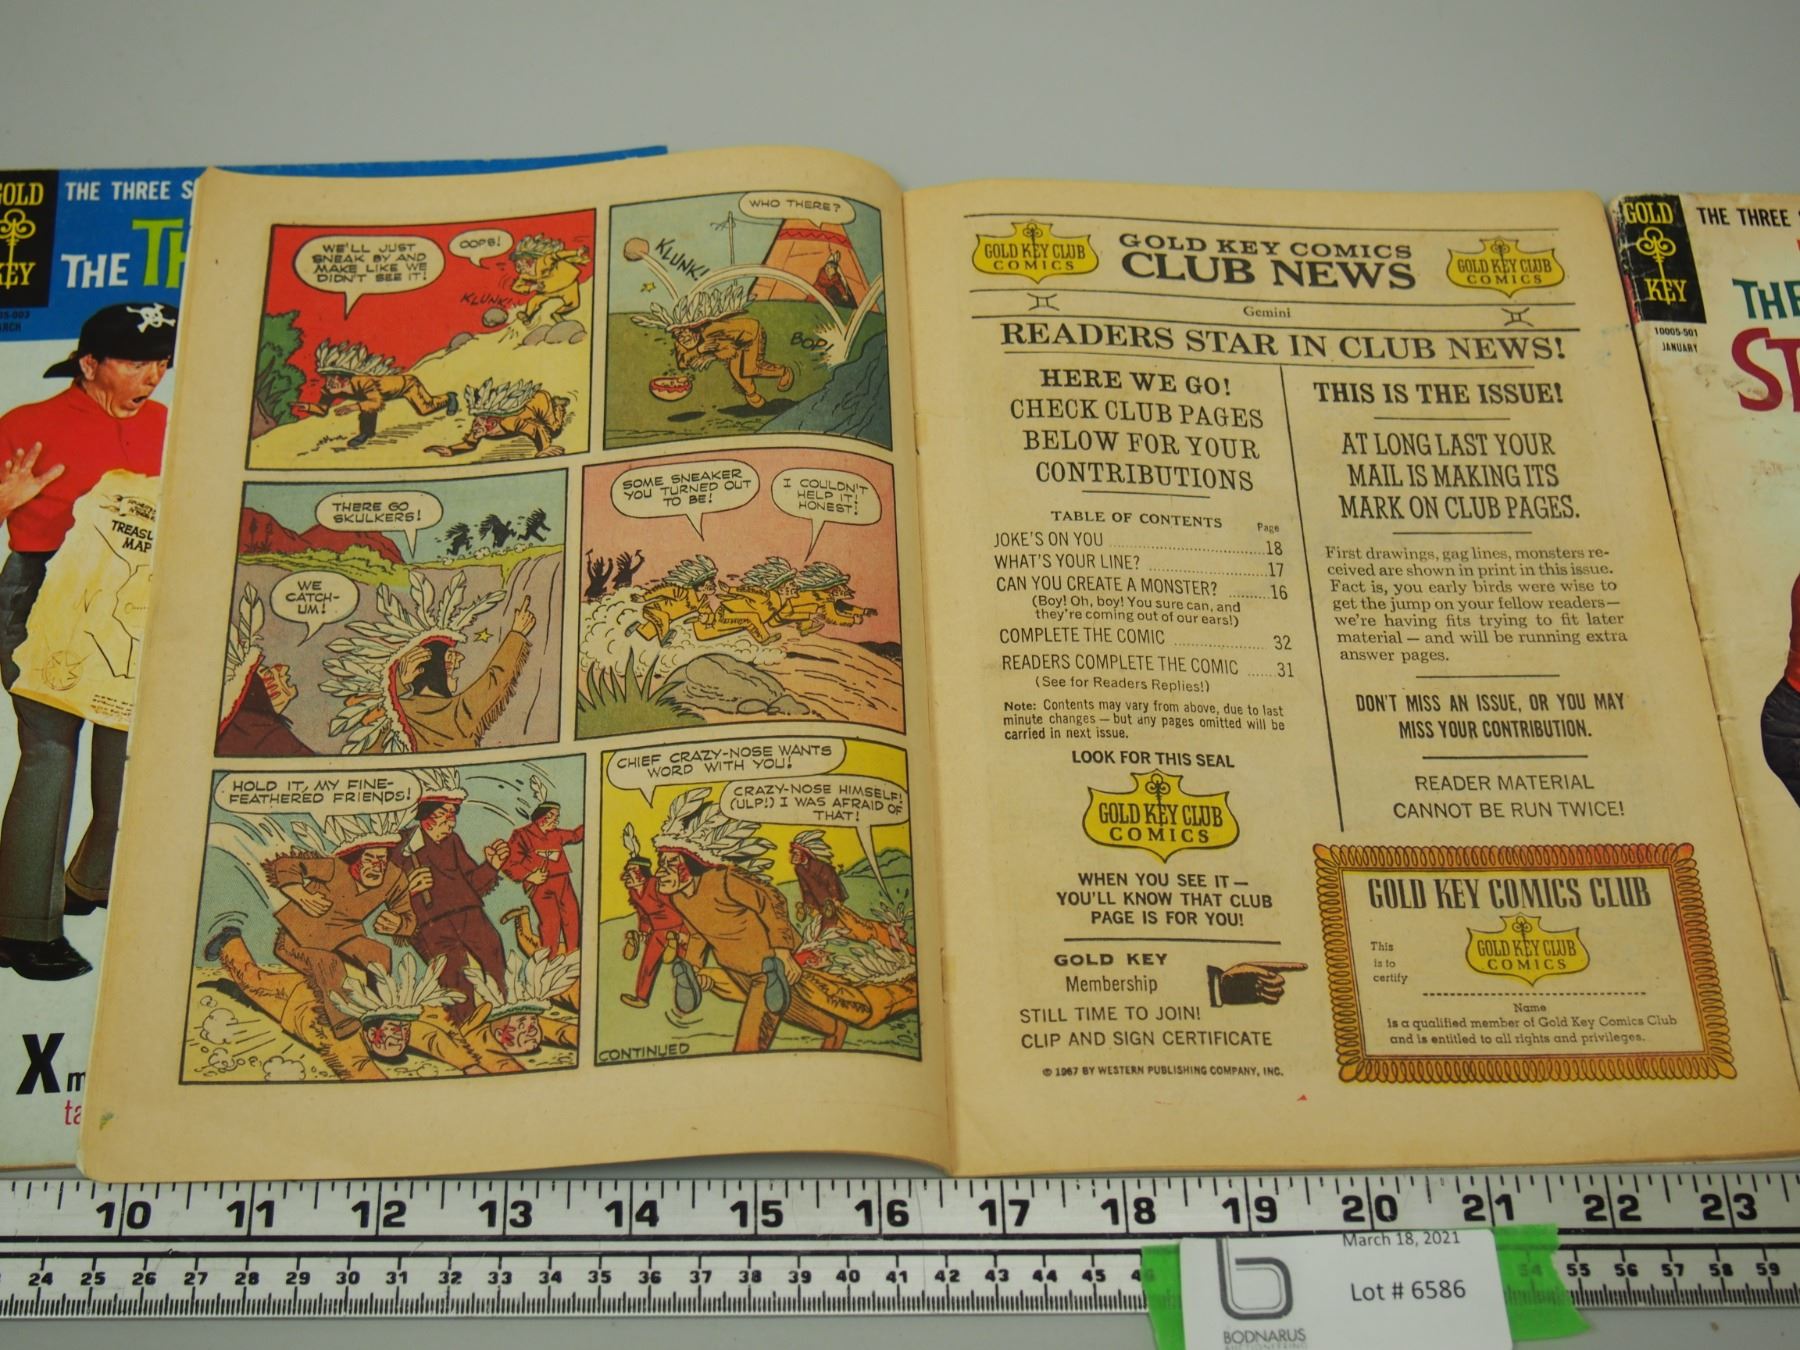 GOLD
KEY
THE THREE S
THE TH
MARCH
TREASU
MAP
X m
ta
WE'LL JUST
SNEAK BY AND
MAKE LIKE WE
DIDN'T SEE IT!
OOPS!
KLUNK!
WHO THERE?
KLUNK!
BOP!
THERE GO
SKULKERS!
WE
CATCH-
UM!
SOME SNEAKER
YOU TURNED OUT
TO BE!
I COULDN'T
HELP IT!
HONEST!
HOLD IT, MY FINE-
FEATHERED FRIENDS!
CHIEF CRAZY-NOSE WANTS
WORD WITH YOU!
CRAZY-NOSE HIMSELF!
(ULP!) I WAS AFRAID OF
THAT!
CONTINUED
GOLD KEY CLUB
COMICS
GOLD KEY COMICS
CLUB NEWS
GOLD KEY CLUB
COMICS
Gemini
READERS STAR IN CLUB NEWS!
HERE WE GO!
CHECK CLUB PAGES
BELOW FOR YOUR
CONTRIBUTIONS
TABLE OF CONTENTS
Page
JOKE'S ON YOU ........................ 18
WHAT'S YOUR LINE? ................. 17
CAN YOU CREATE A MONSTER? ........ 16
(Boy! Oh, boy! You sure can, and
they're coming out of our ears!)
COMPLETE THE COMIC ................ 32
READERS COMPLETE THE COMIC ...... 31
(See for Readers Replies!)
Note: Contents may vary from above, due to last
minute changes — but any pages omitted will be
carried in next issue.
LOOK FOR THIS SEAL
GOLD KEY CLUB
COMICS
WHEN YOU SEE IT —
YOU'LL KNOW THAT CLUB
PAGE IS FOR YOU!
GOLD KEY
Membership
STILL TIME TO JOIN!
CLIP AND SIGN CERTIFICATE
© 1967 BY WESTERN PUBLISHING COMPANY, INC.
THIS IS THE ISSUE!
AT LONG LAST YOUR
MAIL IS MAKING ITS
MARK ON CLUB PAGES.
First drawings, gag lines, monsters re-
ceived are shown in print in this issue.
Fact is, you early birds were wise to
get the jump on your fellow readers—
we're having fits trying to fit later
material — and will be running extra
answer pages.
DON'T MISS AN ISSUE, OR YOU MAY
MISS YOUR CONTRIBUTION.
READER MATERIAL
CANNOT BE RUN TWICE!
GOLD KEY COMICS CLUB
GOLD KEY CLUB
COMICS
This
is to
certify
Name
is a qualified member of Gold Key Comics Club
and is entitled to all rights and privileges.
GOLD
KEY
10005-501
JANUARY
THE THREE
THE
ST
10 11 12 13 14 15 16 17 18 19 20 21 22 23
24 25 26 27 28 29 30 31 32 33 34 35 36 37 38 39 40 41 42 43 44 45 46 54 55 56 57 58 59
March 18, 2021
Lot # 6586
b
BODNARUS
AUCTIONEERING